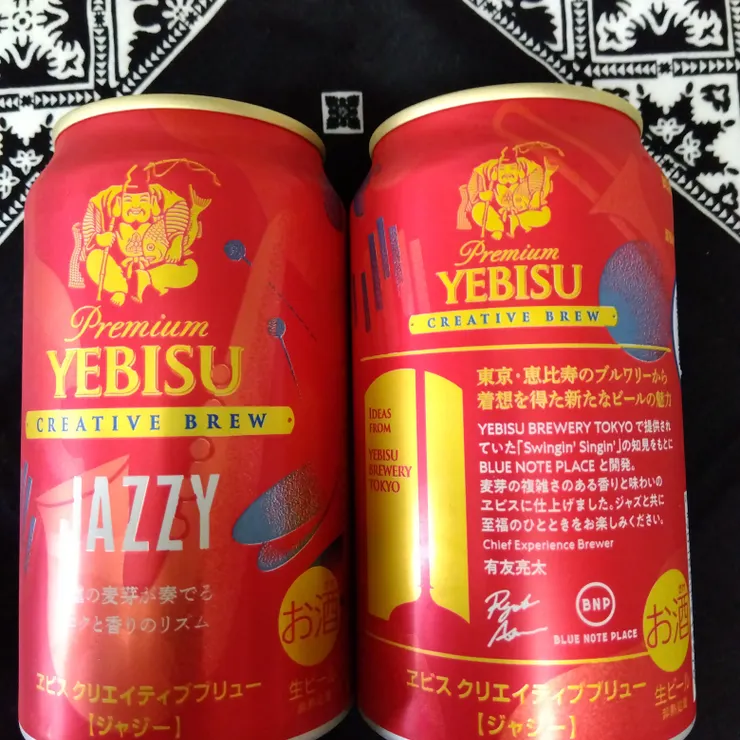 Premium
YEBISU
CREATIVE BREW
JAZZY
の麦芽が奏でる
コクと香りのリズム
お酒
ヱビス クリエイティブブリュー
生ビール
【ジャジー】
Premium
YEBISU
CREATIVE BREW
東京・恵比寿のブルワリーから
着想を得た新たなビールの魅力
IDEAS
FROM
YEBISU
BREWERY
TOKYO
YEBISU BREWERY TOKYO で提供され
ていた「Swingin' Singin'」の知見をもとに
BLUE NOTE PLACE と開発。
麦芽の複雑さのある香りと味わいの
ヱビスに仕上げました。ジャズと共に
至福のひとときをお楽しみください。
Chief Experience Brewer
有友亮太
BNP
BLUE NOTE PLACE
お酒
ヱビス クリエイティブブリュー
生ビール
【ジャジー】